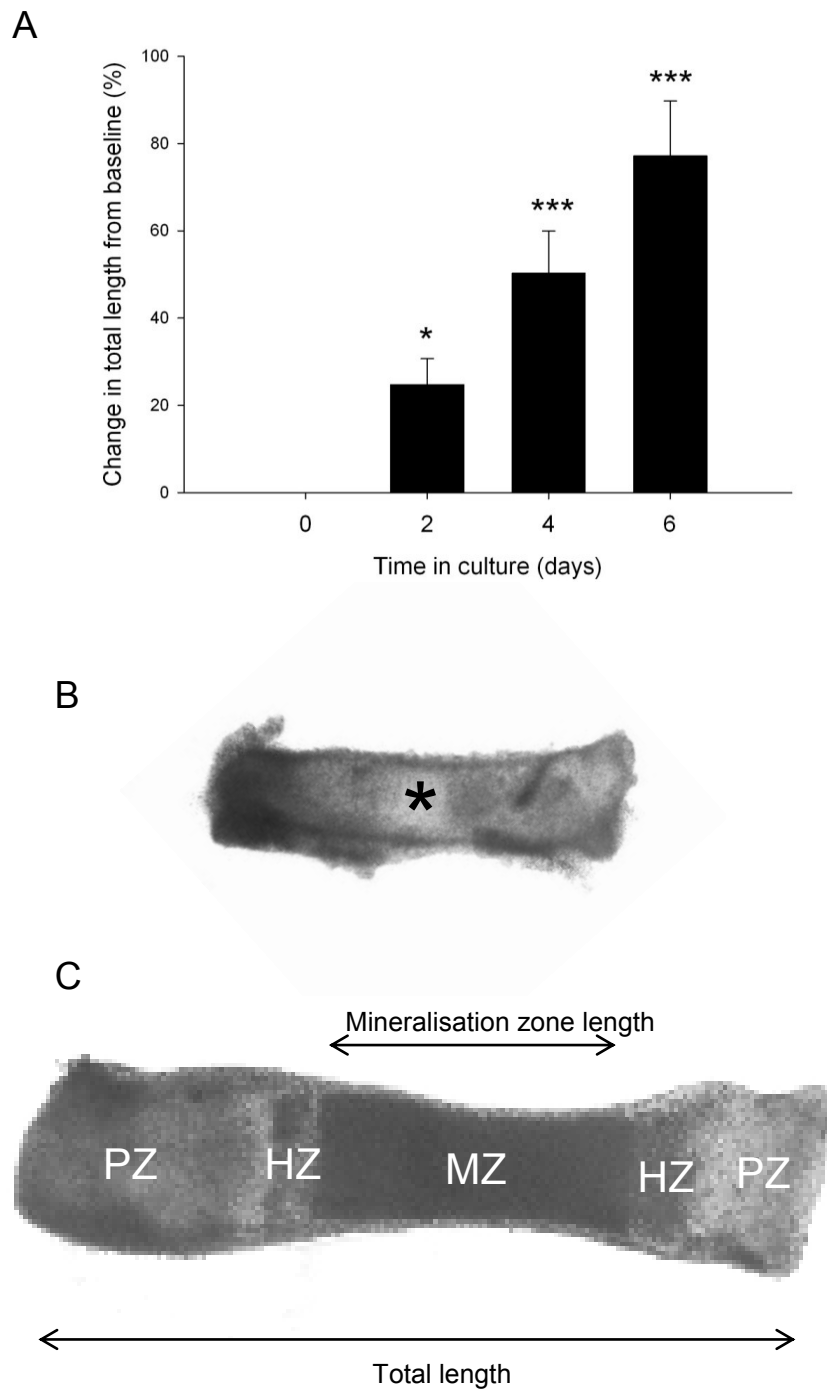 A
Change in total length from baseline (%)
100
80
60
40
20
0
*
***
***
0 2 4 6
Time in culture (days)
B
*
C
Mineralisation zone length
PZ HZ MZ HZ PZ
Total length